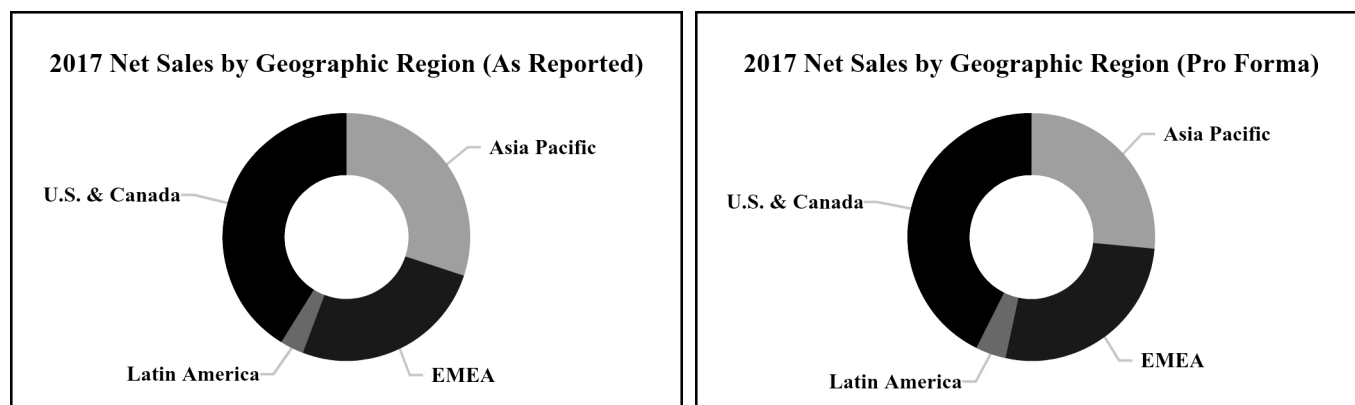 2017 Net Sales by Geographic Region (As Reported)
Asia Pacific
U.S. & Canada
Latin America
EMEA
2017 Net Sales by Geographic Region (Pro Forma)
Asia Pacific
U.S. & Canada
EMEA
Latin America